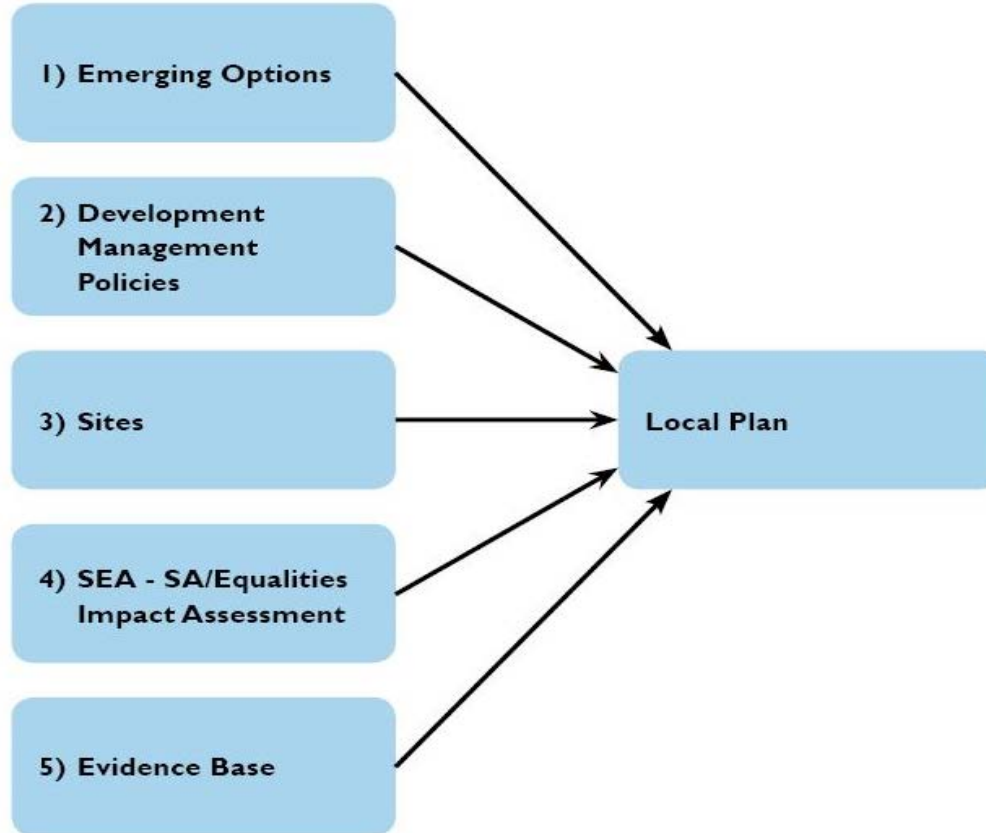 1) Emerging Options
2) Development
Management
Policies
3) Sites
Local Plan
4) SEA - SA/Equalities
Impact Assessment
5) Evidence Base